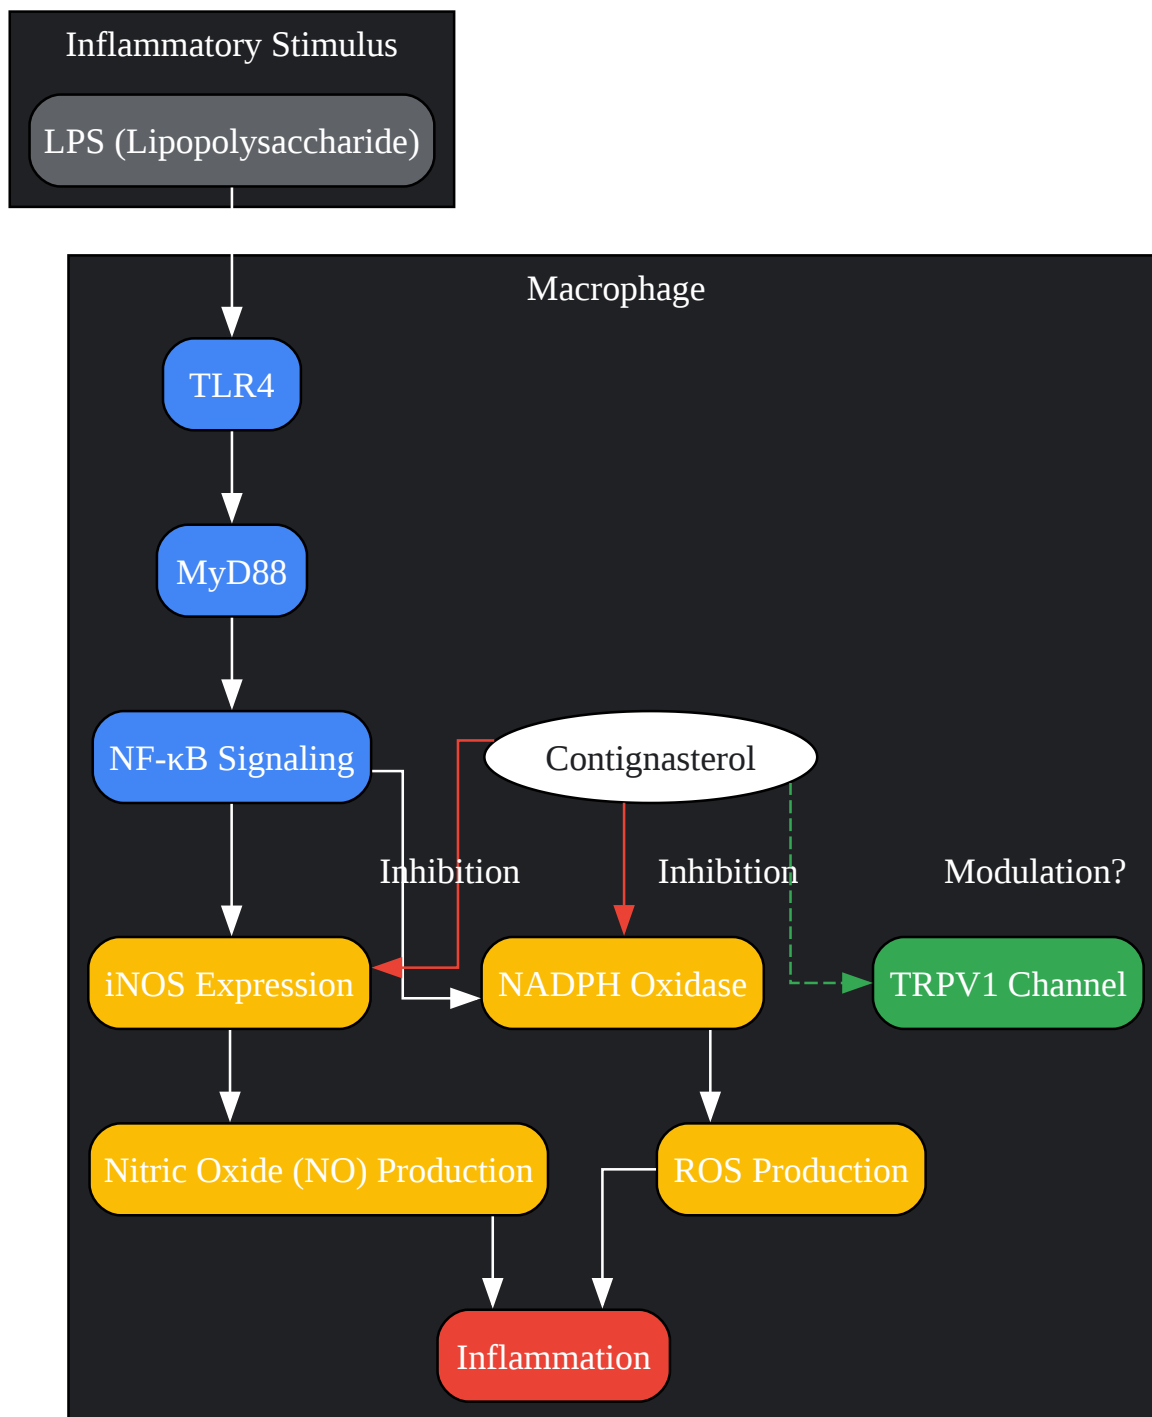 Inflammatory Stimulus
LPS (Lipopolysaccharide)
Macrophage
TLR4
MyD88
NF-κB Signaling
Contignasterol
Inhibition
Inhibition
Modulation?
iNOS Expression
NADPH Oxidase
TRPV1 Channel
Nitric Oxide (NO) Production
ROS Production
Inflammation